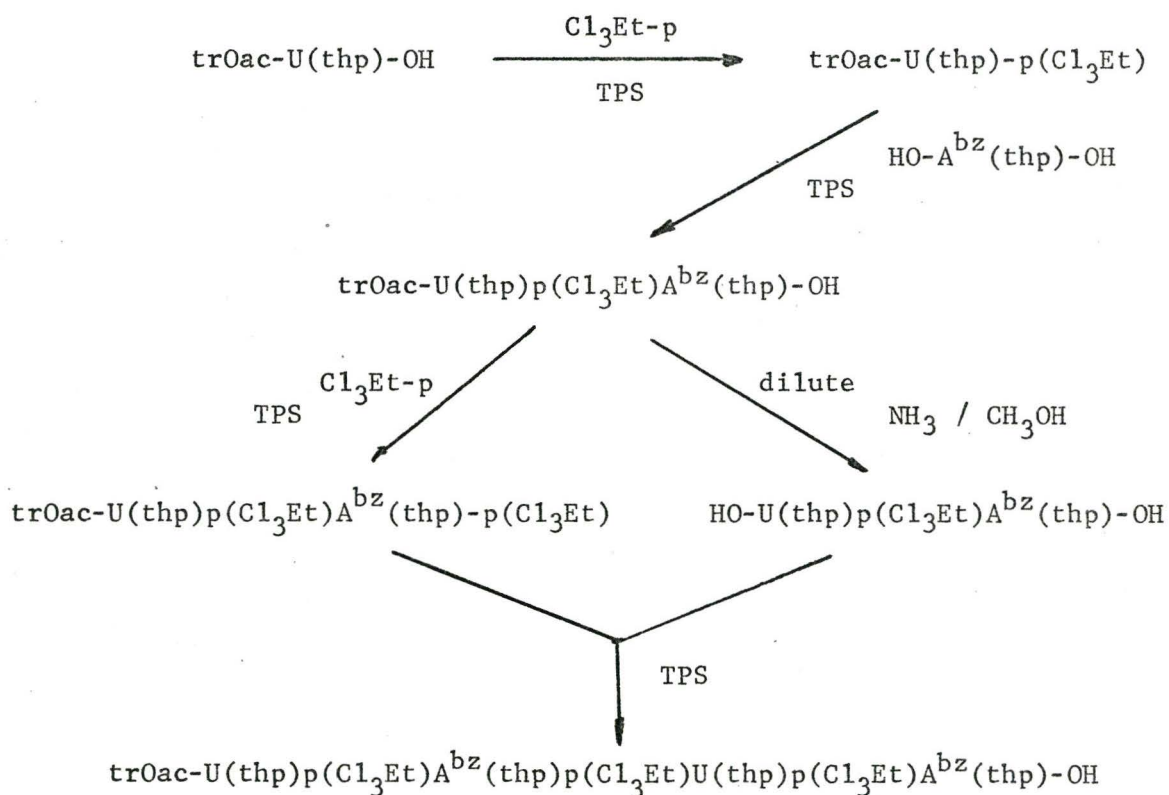 Cl₃Et-p
trOac-U(thp)-OH
TPS
trOac-U(thp)-p(Cl₃Et)
HO-Aᵇᶻ(thp)-OH
TPS
trOac-U(thp)p(Cl₃Et)Aᵇᶻ(thp)-OH
Cl₃Et-p
TPS
dilute
NH₃ / CH₃OH
trOac-U(thp)p(Cl₃Et)Aᵇᶻ(thp)-p(Cl₃Et)
HO-U(thp)p(Cl₃Et)Aᵇᶻ(thp)-OH
TPS
trOac-U(thp)p(Cl₃Et)Aᵇᶻ(thp)p(Cl₃Et)U(thp)p(Cl₃Et)Aᵇᶻ(thp)-OH